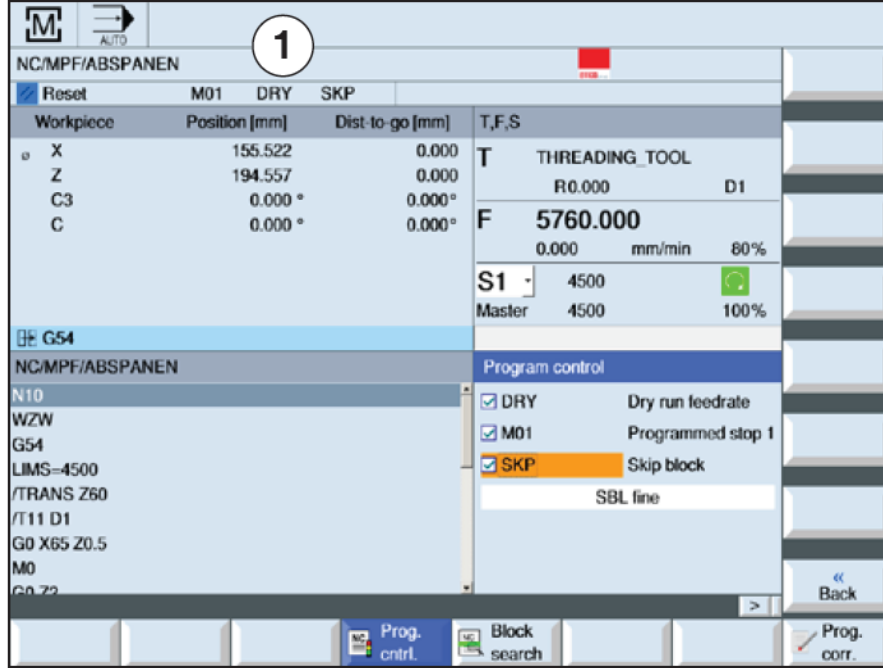 M
AUTO
1
NC/MPF/ABSPANEN
Reset M01 DRY SKP
Workpiece Position [mm] Dist-to-go [mm] T,F,S
ø X 155.522 0.000
Z 194.557 0.000
C3 0.000 ° 0.000°
C 0.000 ° 0.000°
T THREADING_TOOL
R0.000 D1
F 5760.000
0.000 mm/min 80%
S1 4500
Master 4500 100%
G54
NC/MPF/ABSPANEN
N10
WZW
G54
LIMS=4500
/TRANS Z60
/T11 D1
G0 X65 Z0.5
M0
G0 Z2
Program control
DRY Dry run feedrate
M01 Programmed stop 1
SKP Skip block
SBL fine
>
«
Back
NC Prog. cntrl.
NC Block search
Prog. corr.